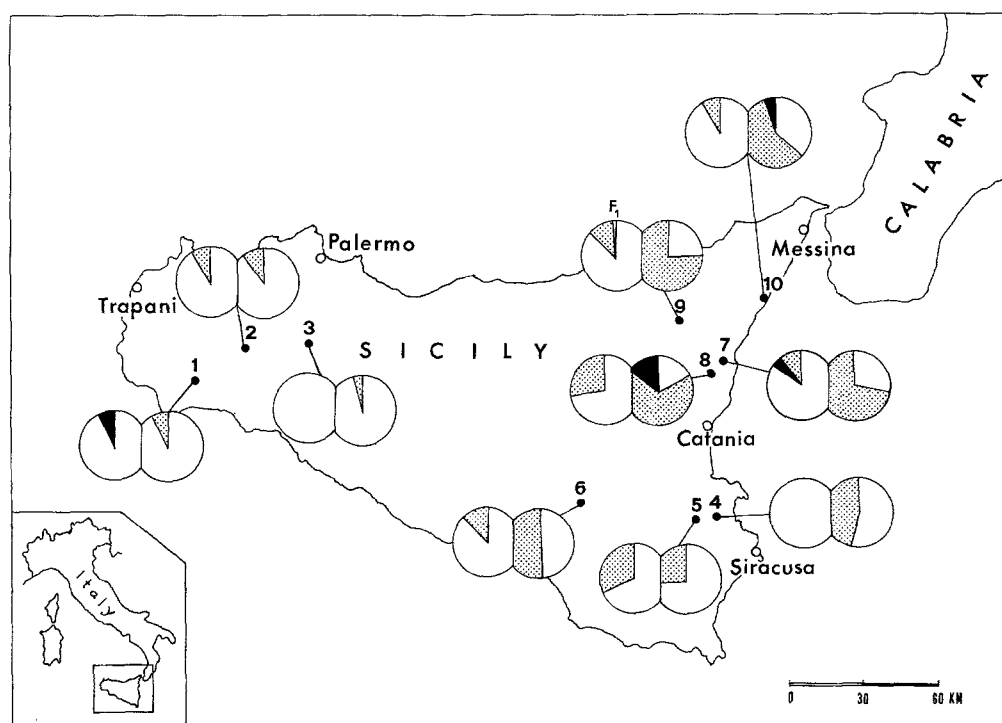 CALABRIA
F1
Palermo
Messina
Trapani
10
9
2
3
SICILY
7
8
1
Catania
6
5
4
Siracusa
Italy
0 30 60 KM